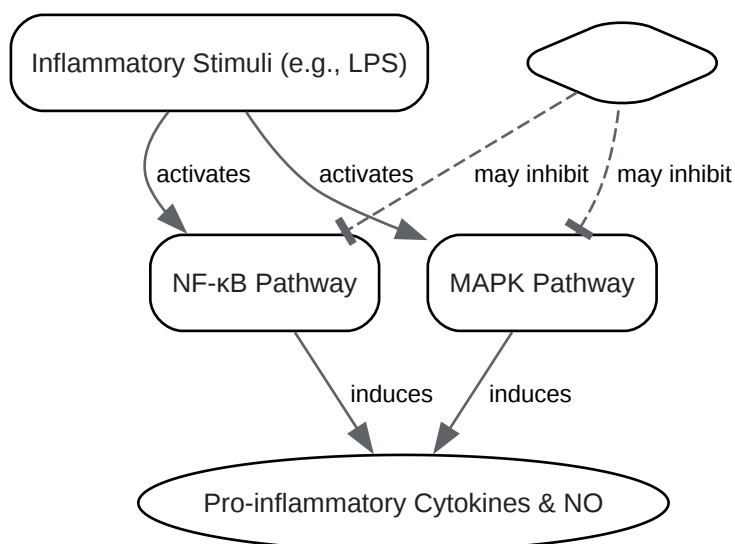 Inflammatory Stimuli (e.g., LPS)
activates
activates
may inhibit
may inhibit
NF-κB Pathway
MAPK Pathway
induces
induces
Pro-inflammatory Cytokines & NO